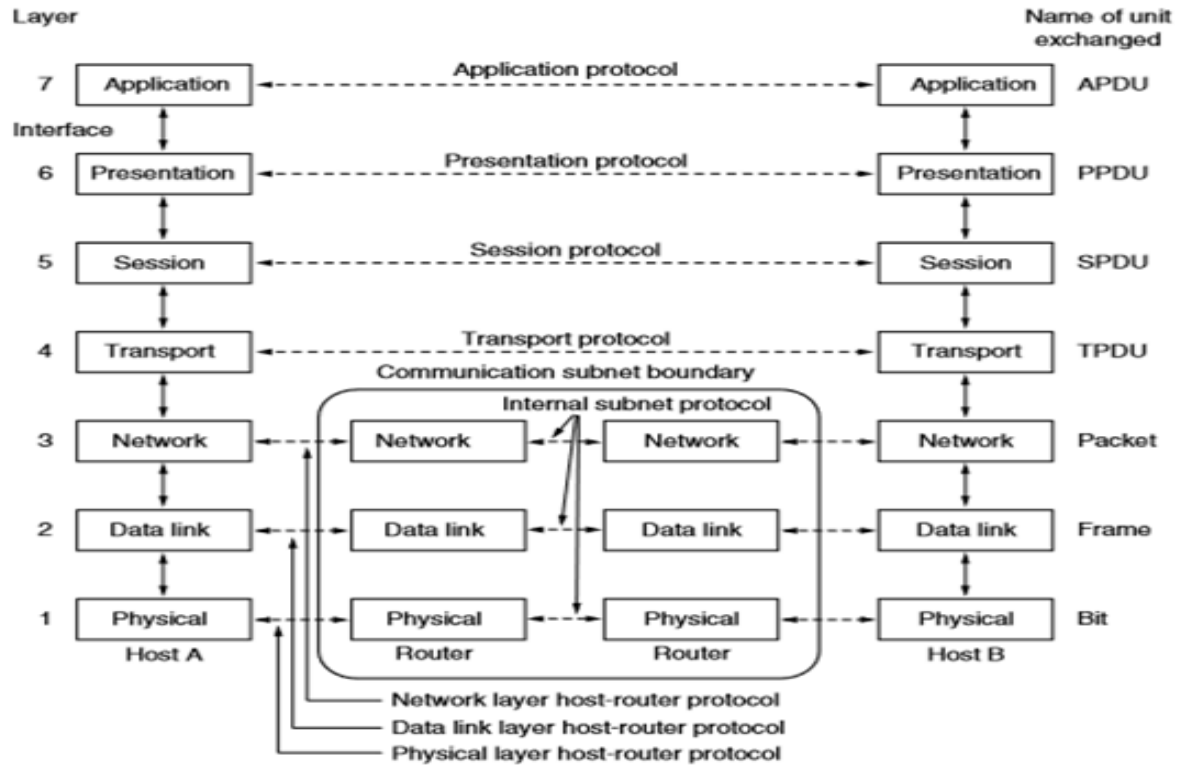 Layer
Name of unit
exchanged
Application protocol
7 Application Application APDU
Interface
Presentation protocol
6 Presentation Presentation PPDU
Session protocol
5 Session Session SPDU
Transport protocol
4 Transport Transport TPDU
Communication subnet boundary
Internal subnet protocol
3 Network Network Network Network Packet
2 Data link Data link Data link Data link Frame
1 Physical Physical Physical Physical Bit
Host A Router Router Host B
Network layer host-router protocol
Data link layer host-router protocol
Physical layer host-router protocol